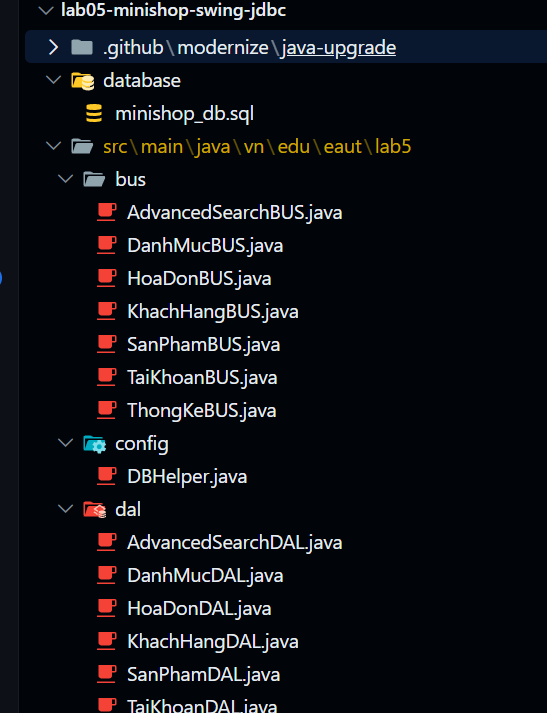 lab05-minishop-swing-jdbc
.github\modernize\java-upgrade
database
minishop_db.sql
src\main\java\vn\edu\eaut\lab5
bus
AdvancedSearchBUS.java
DanhMucBUS.java
HoaDonBUS.java
KhachHangBUS.java
SanPhamBUS.java
TaiKhoanBUS.java
ThongKeBUS.java
config
DBHelper.java
dal
AdvancedSearchDAL.java
DanhMucDAL.java
HoaDonDAL.java
KhachHangDAL.java
SanPhamDAL.java
TaiKhoanDAL.java